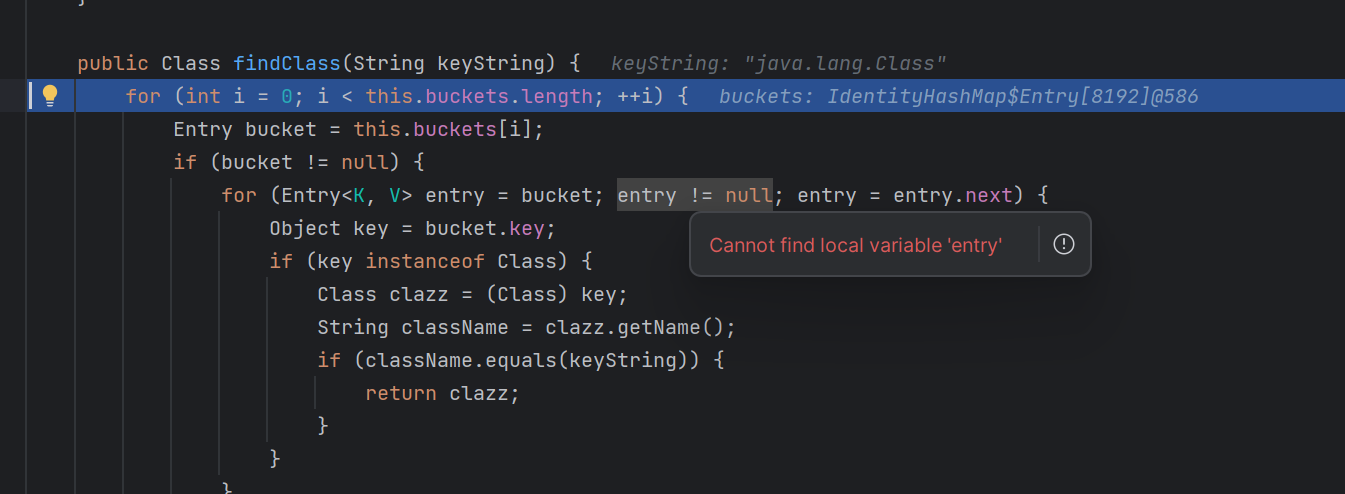 }
public Class findClass(String keyString) {   keyString: "java.lang.Class"
for (int i = 0; i < this.buckets.length; ++i) {   buckets: IdentityHashMap$Entry[8192]@586
Entry bucket = this.buckets[i];
if (bucket != null) {
for (Entry<K, V> entry = bucket; entry != null; entry = entry.next) {
Object key = bucket.key;
Cannot find local variable 'entry'
if (key instanceof Class) {
Class clazz = (Class) key;
String className = clazz.getName();
if (className.equals(keyString)) {
return clazz;
}
}
}